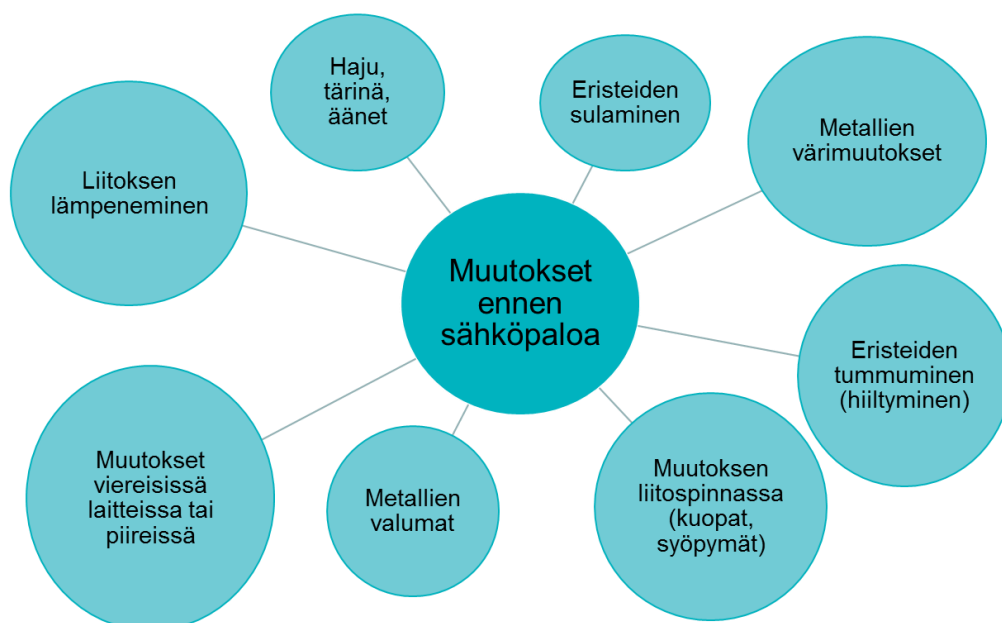 Haju,
tärinä,
äänet
Eristeiden
sulaminen
Metallien
värimuutokset
Liitoksen
lämpeneminen
Muutokset
ennen
sähköpaloa
Eristeiden
tummuminen
(hiiltyminen)
Muutokset
viereisissä
laitteissa tai
piireissä
Metallien
valumat
Muutoksen
liitospinnassa
(kuopat,
syöpymät)